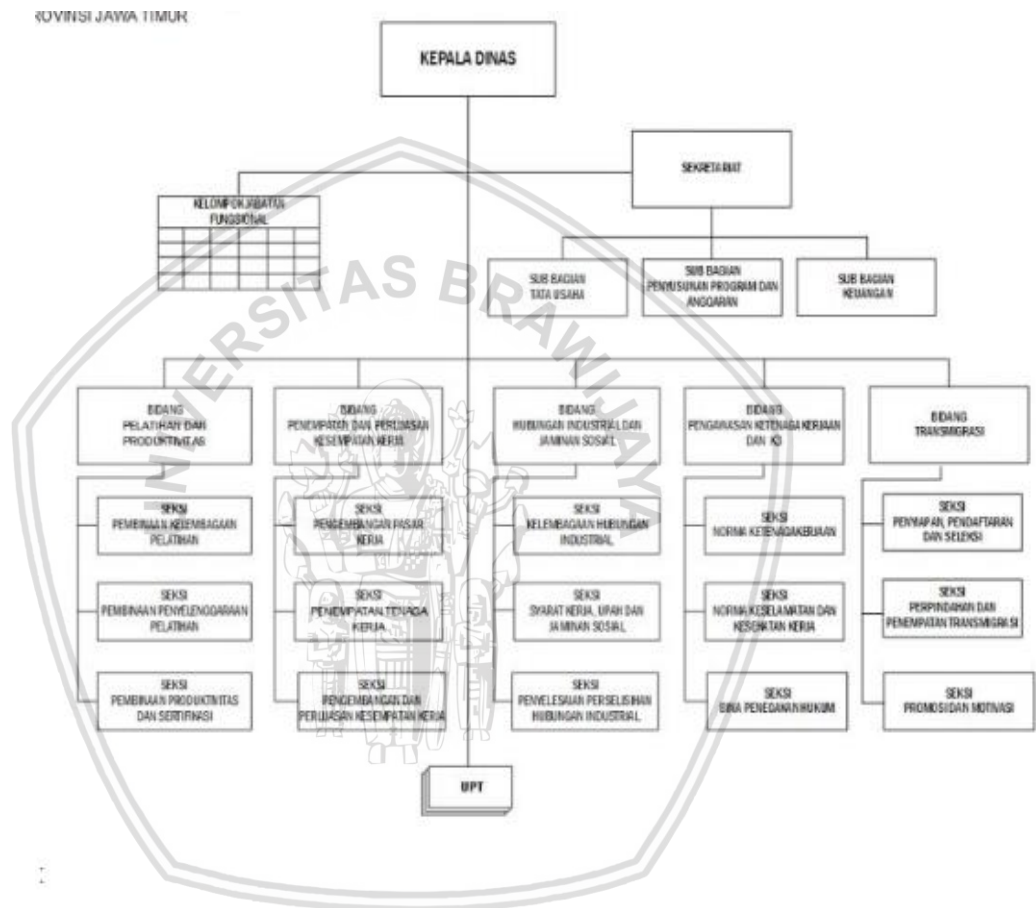 ROVINSI JAWA TIMUR
KEPALA DINAS
SEKRETARIAT
KELOMPOK JABATAN
FUNGSIONAL
SUB BAGIAN
TATA USAHA
SUB BAGIAN
PENYUSUNAN PROGRAM DAN
ANGGARAN
SUB BAGIAN
KEUANGAN
UNIVERSITAS BRAWIJAYA
BIDANG
PELATIHAN DAN
PRODUKTIVITAS
BIDANG
PENEMPATAN DAN PERLUASAN
KESEMPATAN KERJA
BIDANG
HUBUNGAN INDUSTRIAL DAN
JAMINAN SOSIAL
BIDANG
PENGAWASAN KETENAGAKERJAAN
DAN K3
BIDANG
TRANSMIGRASI
SEKSI
PEMBINAAN KELEMBAGAAN
PELATIHAN
SEKSI
PENGEMBANGAN PASAR
KERJA
SEKSI
KELEMBAGAAN HUBUNGAN
INDUSTRIAL
SEKSI
NORMA KETENAGAKERJAAN
SEKSI
PENYIAPAN, PENDAFTARAN
DAN SELEKSI
SEKSI
PEMBINAAN PENYELENGGARAAN
PELATIHAN
SEKSI
PENEMPATAN TENAGA
KERJA
SEKSI
SYARAT KERJA, UPAH DAN
JAMINAN SOSIAL
SEKSI
NORMA KESELAMATAN DAN
KESEHATAN KERJA
SEKSI
PERPINDAHAN DAN
PENEMPATAN TRANSMIGRASI
SEKSI
PEMBINAAN PRODUKTIVITAS
DAN SERTIFIKASI
SEKSI
PENGEMBANGAN DAN
PERLUASAN KESEMPATAN KERJA
SEKSI
PENYELESAIAN PERSELISIHAN
HUBUNGAN INDUSTRIAL
SEKSI
BINA PENEGAKAN HUKUM
SEKSI
PROMOSI DAN MOTIVASI
UPT